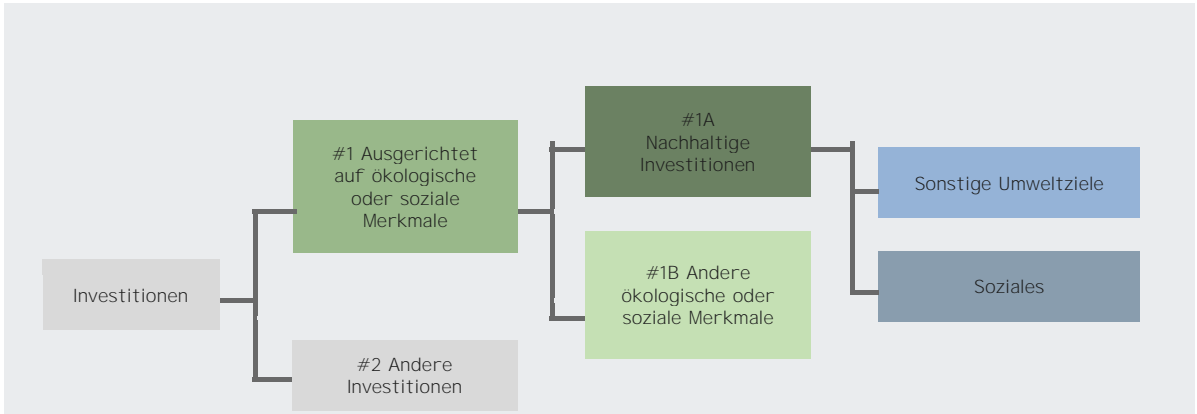 Investitionen
#1 Ausgerichtet
auf ökologische
oder soziale
Merkmale
#2 Andere
Investitionen
#1A
Nachhaltige
Investitionen
#1B Andere
ökologische oder
soziale Merkmale
Sonstige Umweltziele
Soziales